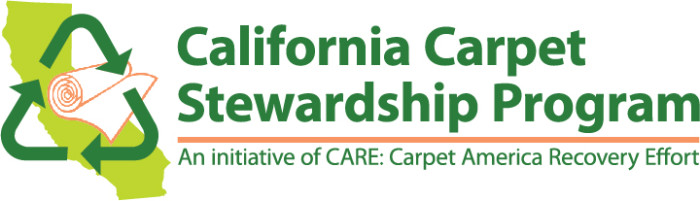 California Carpet
Stewardship Program
An initiative of CARE: Carpet America Recovery Effort